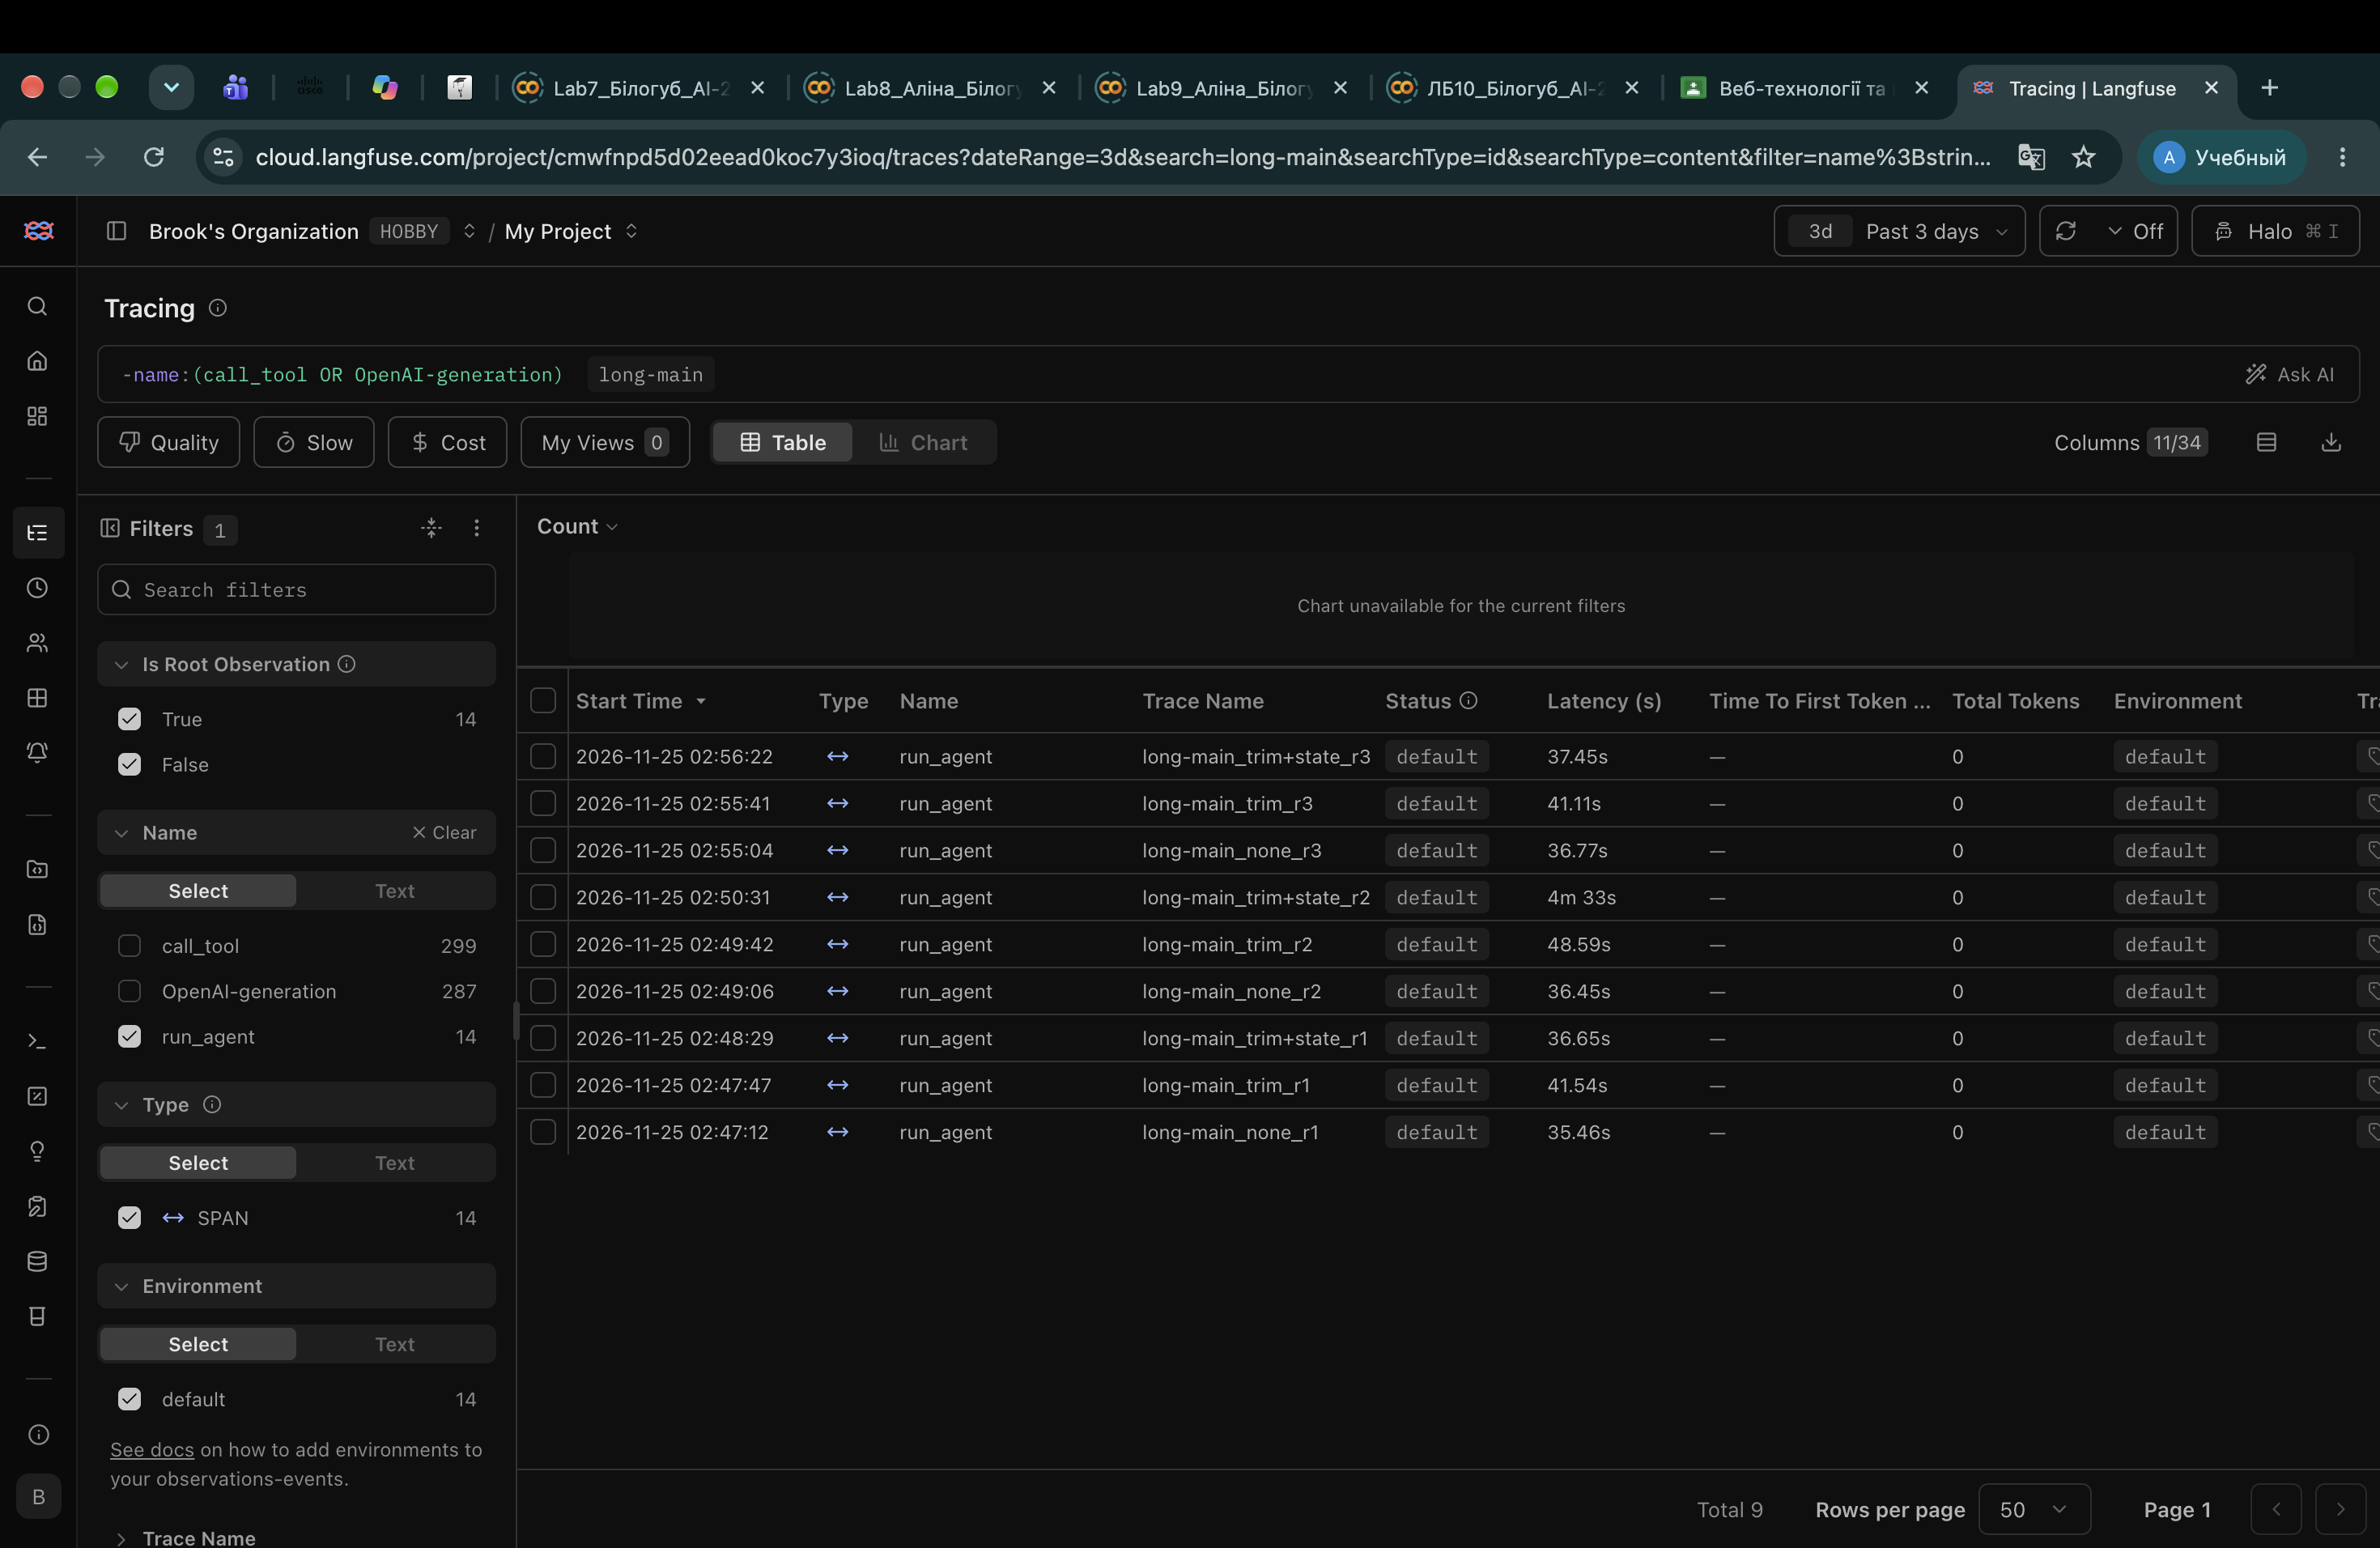 Lab7_Білогуб_АІ-2
Lab8_Аліна_Білогу
Lab9_Аліна_Білогу
ЛБ10_Білогуб_АІ-2
Веб-технології та
Tracing | Langfuse
cloud.langfuse.com/project/cmwfnpd5d02eead0koc7y3ioq/traces?dateRange=3d&search=long-main&searchType=id&searchType=content&filter=name%3Bstrin...
A Учебный
Brook's Organization HOBBY / My Project
3d Past 3 days
Off
Halo ⌘ I
Tracing
-name:(call_tool OR OpenAI-generation) long-main
Ask AI
Quality
Slow
Cost
My Views 0
Table
Chart
Columns 11/34
Filters 1
Search filters
Is Root Observation
True 14
False
Name Clear
Select Text
call_tool 299
OpenAI-generation 287
run_agent 14
Type
Select Text
SPAN 14
Environment
Select Text
default 14
See docs on how to add environments to
your observations-events.
Trace Name
B
Count
Chart unavailable for the current filters
Start Time Type Name Trace Name Status Latency (s) Time To First Token ... Total Tokens Environment Tr
2026-11-25 02:56:22 run_agent long-main_trim+state_r3 default 37.45s — 0 default
2026-11-25 02:55:41 run_agent long-main_trim_r3 default 41.11s — 0 default
2026-11-25 02:55:04 run_agent long-main_none_r3 default 36.77s — 0 default
2026-11-25 02:50:31 run_agent long-main_trim+state_r2 default 4m 33s — 0 default
2026-11-25 02:49:42 run_agent long-main_trim_r2 default 48.59s — 0 default
2026-11-25 02:49:06 run_agent long-main_none_r2 default 36.45s — 0 default
2026-11-25 02:48:29 run_agent long-main_trim+state_r1 default 36.65s — 0 default
2026-11-25 02:47:47 run_agent long-main_trim_r1 default 41.54s — 0 default
2026-11-25 02:47:12 run_agent long-main_none_r1 default 35.46s — 0 default
Total 9
Rows per page 50
Page 1